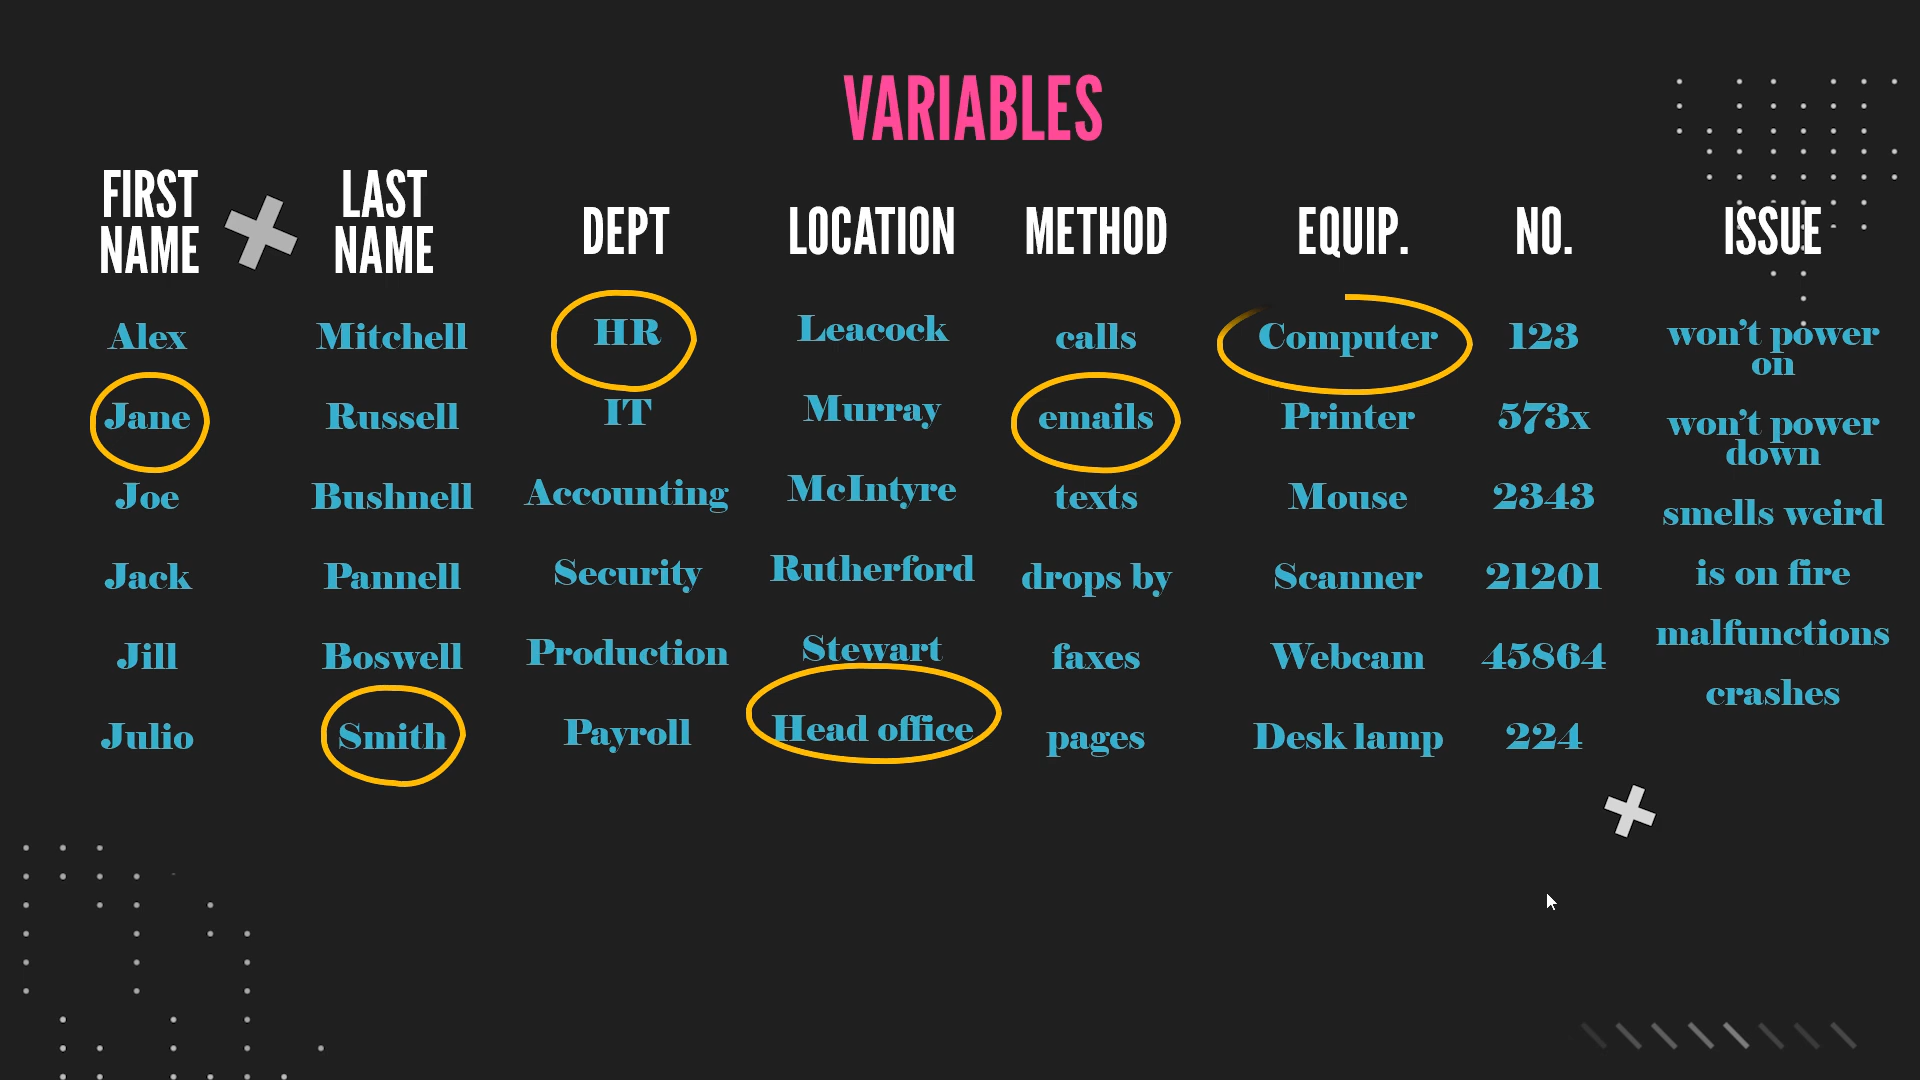 VARIABLES
FIRST NAME LAST NAME DEPT LOCATION METHOD EQUIP. NO. ISSUE
Alex Mitchell HR Leacock calls Computer 123 won't power on
Jane Russell IT Murray emails Printer 573x won't power down
Joe Bushnell Accounting McIntyre texts Mouse 2343 smells weird
Jack Pannell Security Rutherford drops by Scanner 21201 is on fire
Jill Boswell Production Stewart faxes Webcam 45864 malfunctions
Julio Smith Payroll Head office pages Desk lamp 224 crashes